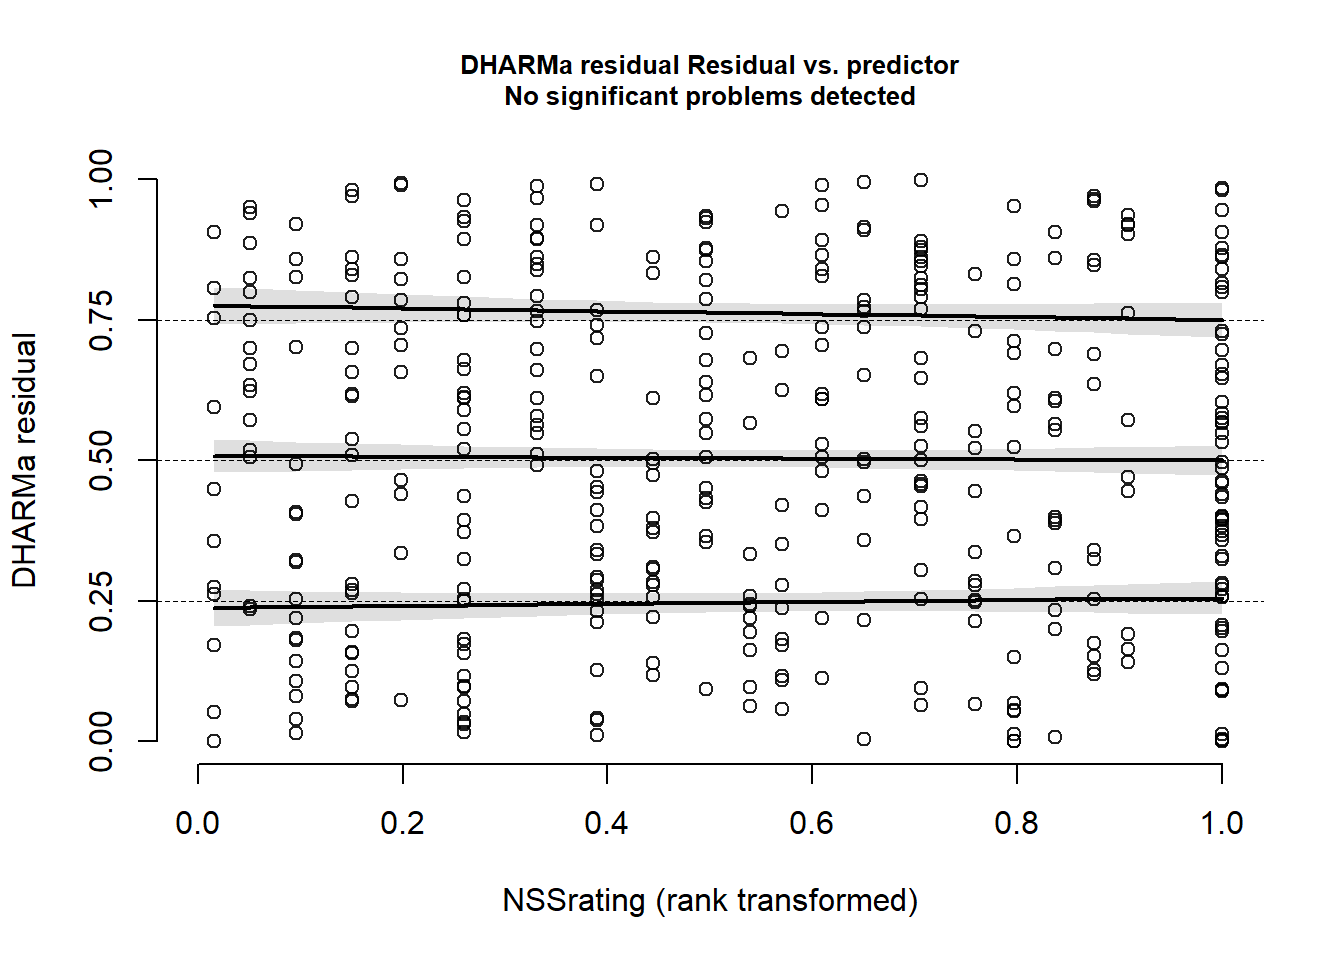 DHARMa residual Residual vs. predictor
No significant problems detected
DHARMa residual
1.00
0.75
0.50
0.25
0.00
0.0 0.2 0.4 0.6 0.8 1.0
NSSrating (rank transformed)